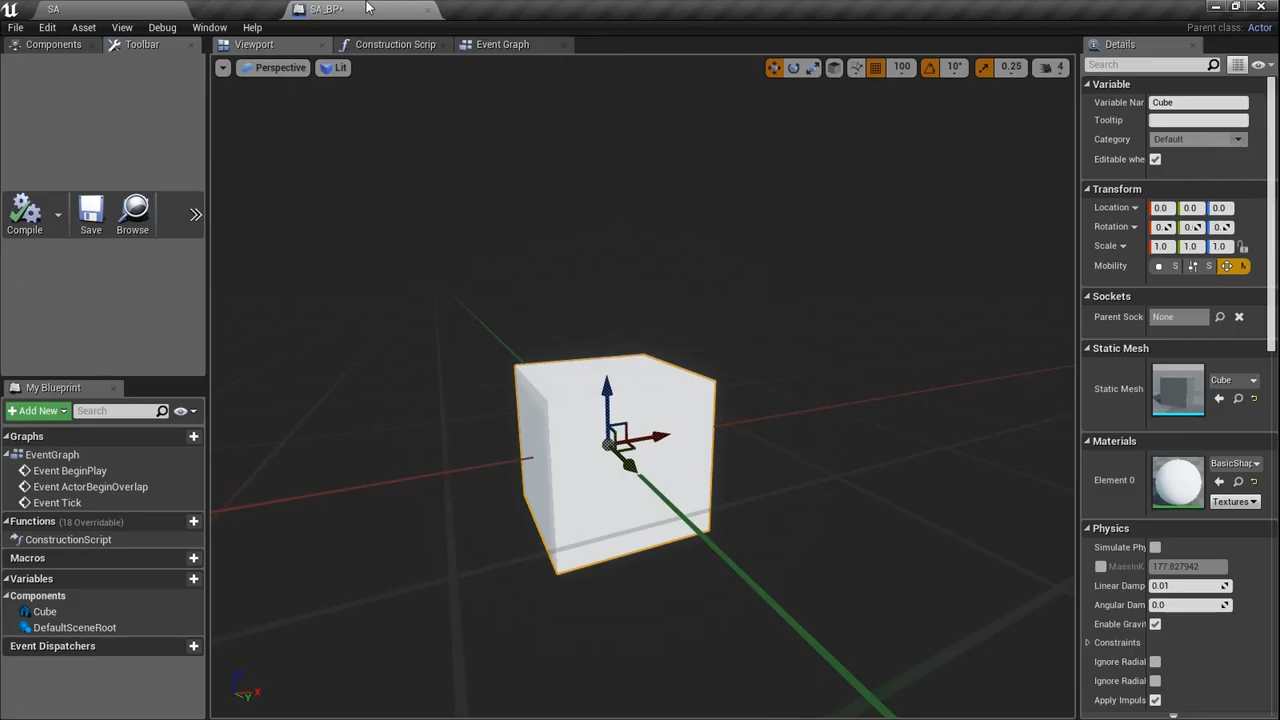 SA
SA_BP*
File Edit Asset View Debug Window Help
Parent class: Actor
Components
Toolbar
Viewport
Construction Scrip
Event Graph
Details
Perspective
Lit
100
10°
0.25
4
Search
Compile
Save
Browse
Variable
Variable Nar Cube
Tooltip
Category Default
Editable whe
Transform
Location 0.0 0.0 0.0
Rotation 0. 0. 0.
Scale 1.0 1.0 1.0
Mobility S S M
Sockets
Parent Sock None
Static Mesh
Static Mesh Cube
Materials
Element 0 BasicShap
Textures
Physics
Simulate Phy
MassInK 177.827942
Linear Damp 0.01
Angular Dam 0.0
Enable Gravit
Constraints
Ignore Radial
Ignore Radial
Apply Impuls
My Blueprint
Add New
Search
Graphs
EventGraph
Event BeginPlay
Event ActorBeginOverlap
Event Tick
Functions (18 Overridable)
ConstructionScript
Macros
Variables
Components
Cube
DefaultSceneRoot
Event Dispatchers
Z
X
Y